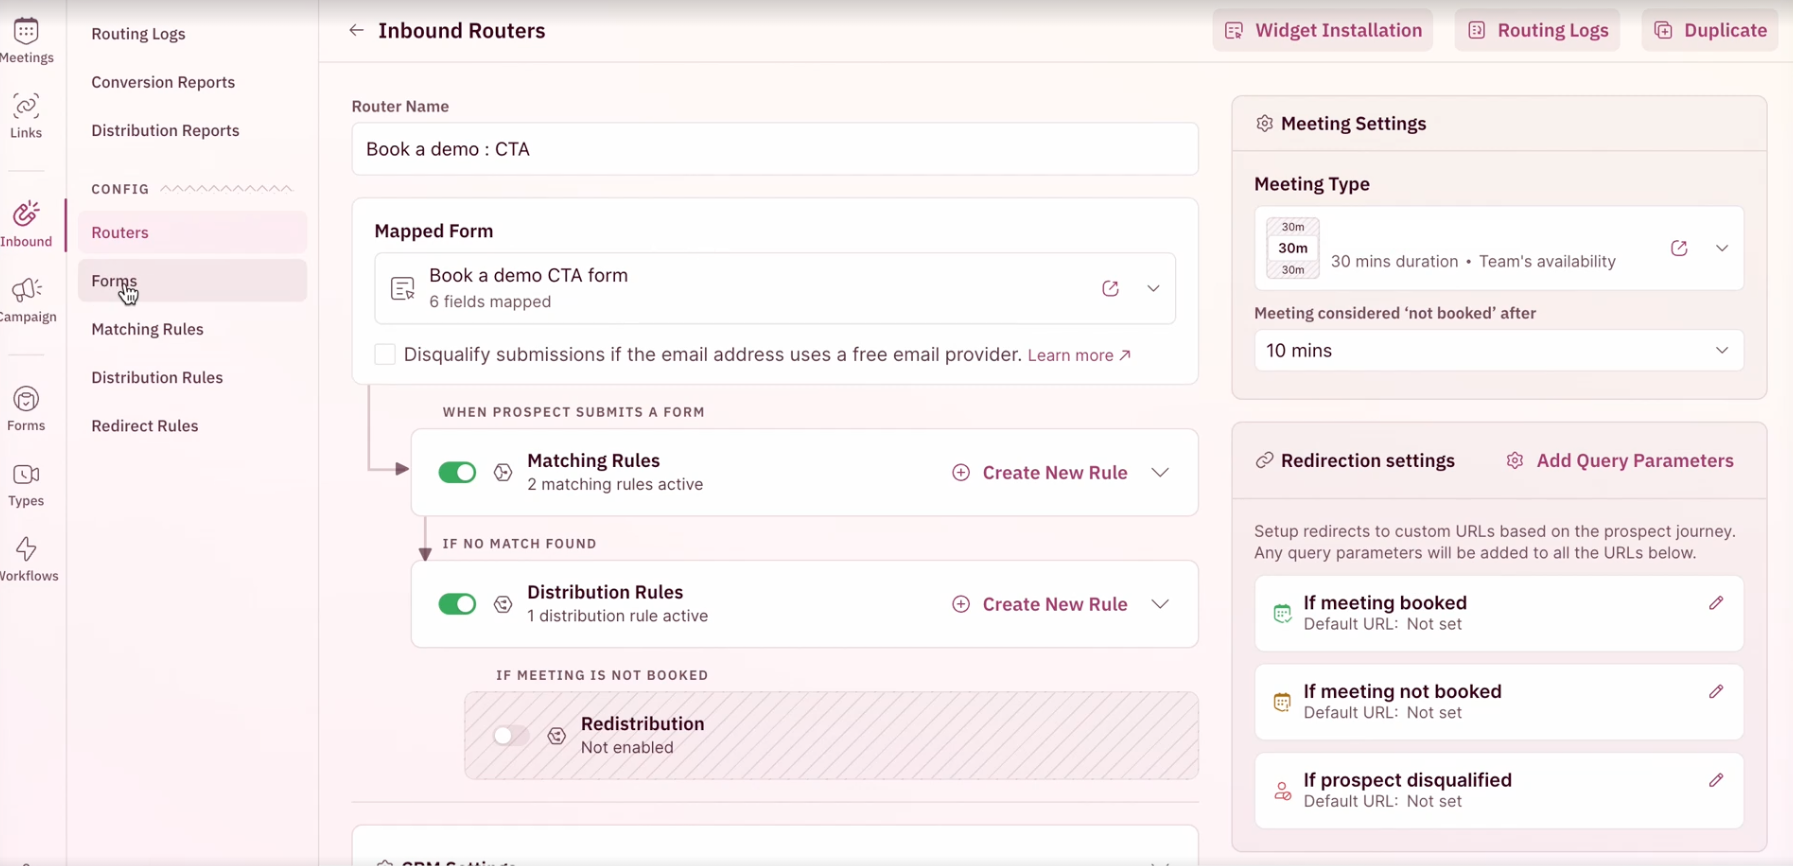 Meetings
Links
Inbound
Campaign
Forms
Types
Workflows
Routing Logs
Conversion Reports
Distribution Reports
CONFIG
Routers
Forms
Matching Rules
Distribution Rules
Redirect Rules
← Inbound Routers
Widget Installation
Routing Logs
Duplicate
Router Name
Book a demo : CTA
Mapped Form
Book a demo CTA form
6 fields mapped
Disqualify submissions if the email address uses a free email provider. Learn more ↗
WHEN PROSPECT SUBMITS A FORM
Matching Rules
2 matching rules active
Create New Rule
IF NO MATCH FOUND
Distribution Rules
1 distribution rule active
Create New Rule
IF MEETING IS NOT BOOKED
Redistribution
Not enabled
CRM Settings
Meeting Settings
Meeting Type
30m
30m
30m
30 mins duration • Team's availability
Meeting considered ‘not booked’ after
10 mins
Redirection settings
Add Query Parameters
Setup redirects to custom URLs based on the prospect journey.
Any query parameters will be added to all the URLs below.
If meeting booked
Default URL: Not set
If meeting not booked
Default URL: Not set
If prospect disqualified
Default URL: Not set